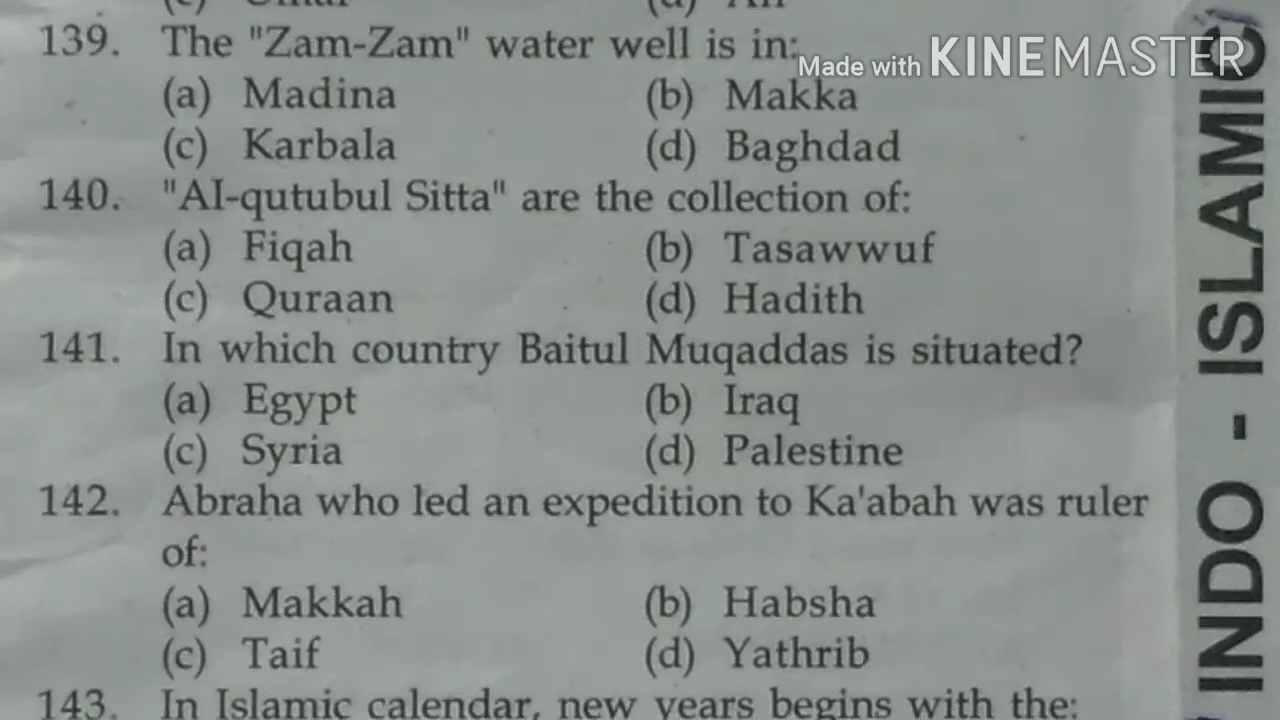 139. The "Zam-Zam" water well is in:
Made with KINEMASTER
(a) Madina (b) Makka
(c) Karbala (d) Baghdad
140. "AI-qutubul Sitta" are the collection of:
(a) Fiqah (b) Tasawwuf
(c) Quraan (d) Hadith
141. In which country Baitul Muqaddas is situated?
(a) Egypt (b) Iraq
(c) Syria (d) Palestine
142. Abraha who led an expedition to Ka'abah was ruler
of:
(a) Makkah (b) Habsha
(c) Taif (d) Yathrib
143. In Islamic calendar, new years begins with the:
INDO - ISLAMIC